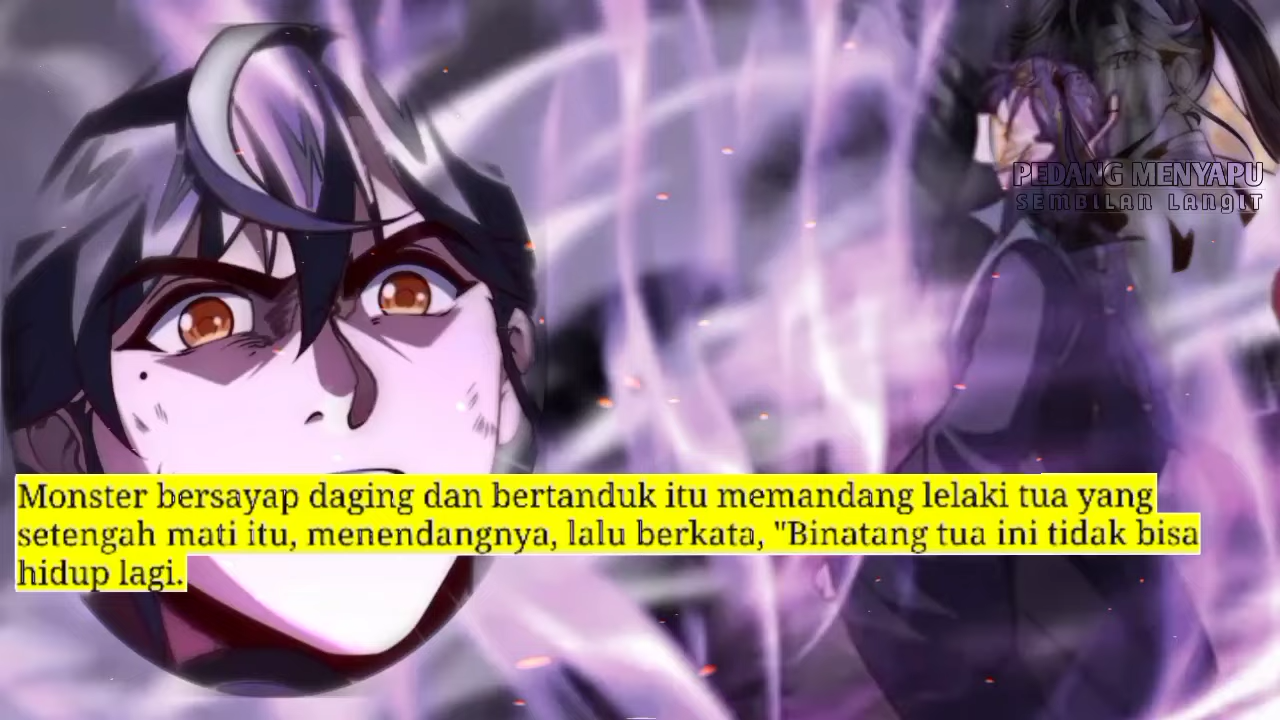 PEDANG MENYAPU
SEMBILAN LANGIT
Monster bersayap daging dan bertanduk itu memandang lelaki tua yang
setengah mati itu, menendangnya, lalu berkata, "Binatang tua ini tidak bisa
hidup lagi.